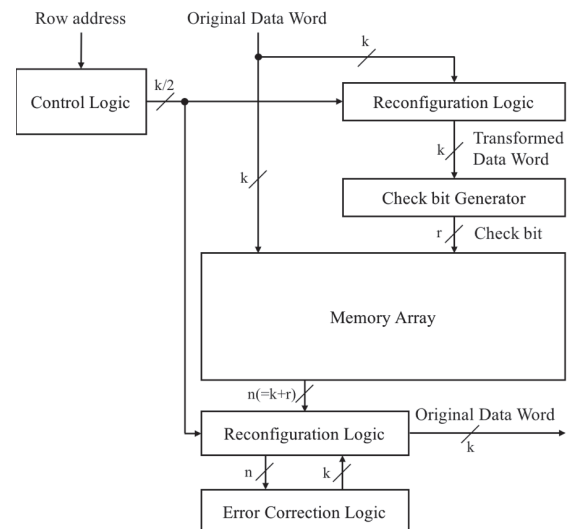 Row address
Original Data Word
k
Control Logic
k/2
Reconfiguration Logic
k
Transformed
Data Word
k
Check bit Generator
r
Check bit
Memory Array
n(=k+r)
Original Data Word
Reconfiguration Logic
k
n
k
Error Correction Logic